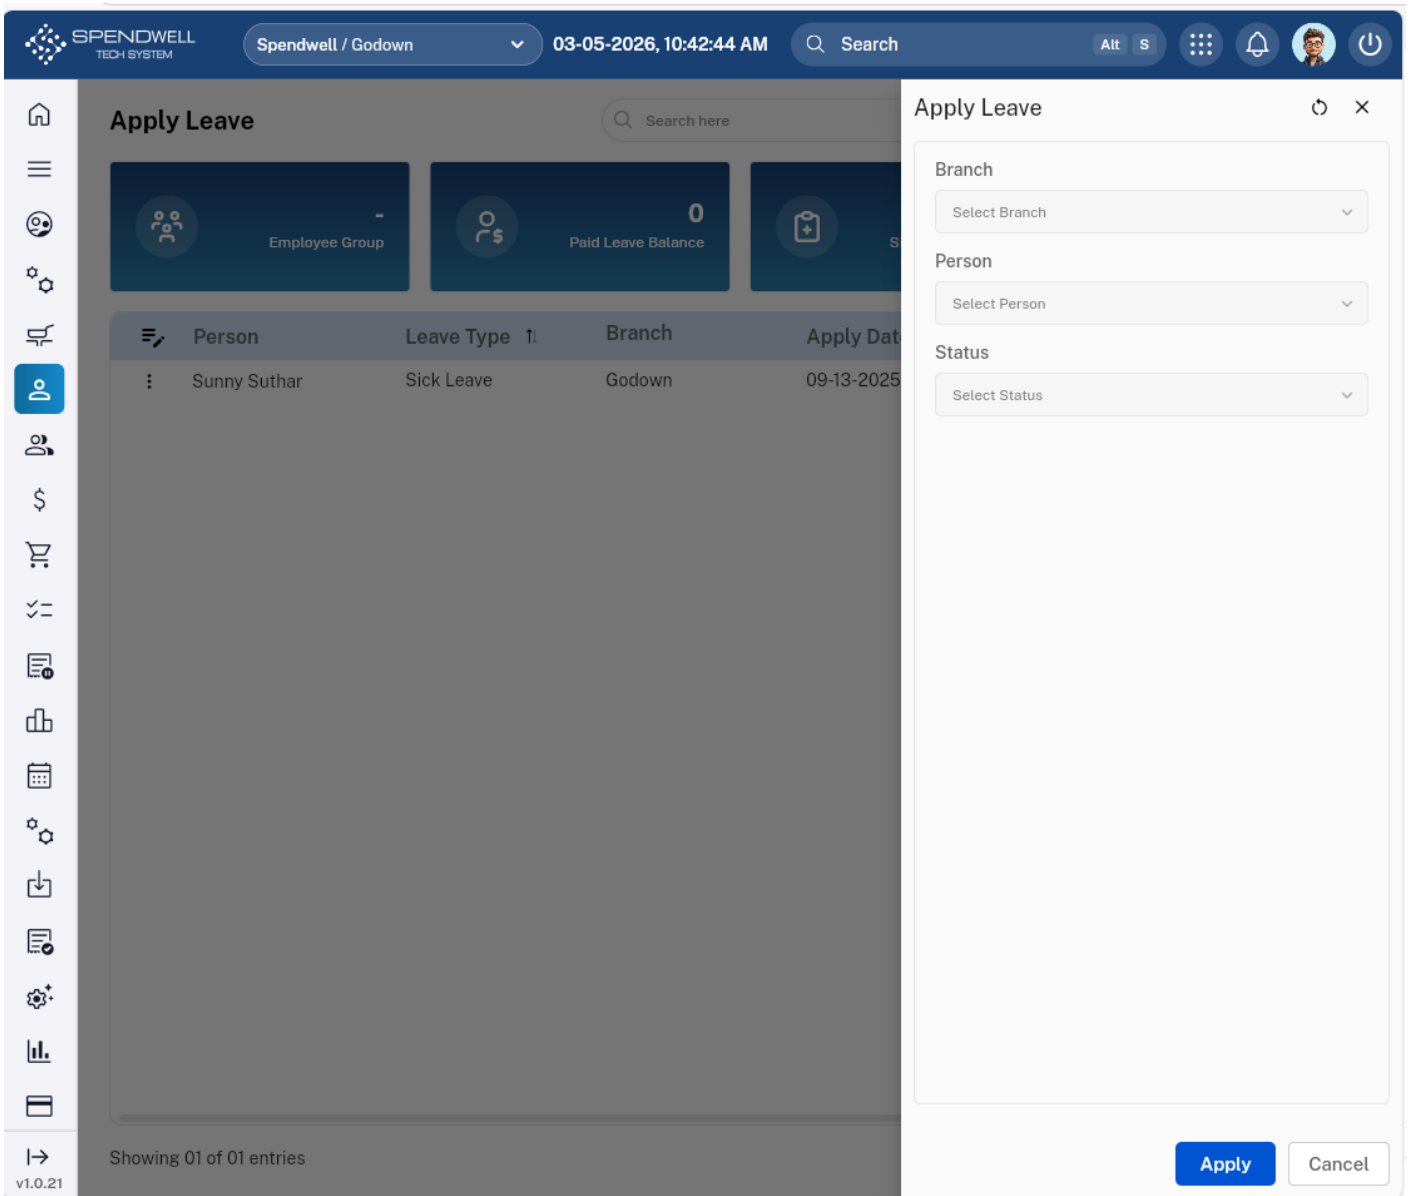 SPENDWELL
TECH SYSTEM
Spendwell / Godown
03-05-2026, 10:42:44 AM
Search
Alt S
Apply Leave
Search here
-
Employee Group
0
Paid Leave Balance
S
Person Leave Type Branch Apply Dat
Sunny Suthar Sick Leave Godown 09-13-2025
Showing 01 of 01 entries
v1.0.21
Apply Leave
Branch
Select Branch
Person
Select Person
Status
Select Status
Apply Cancel